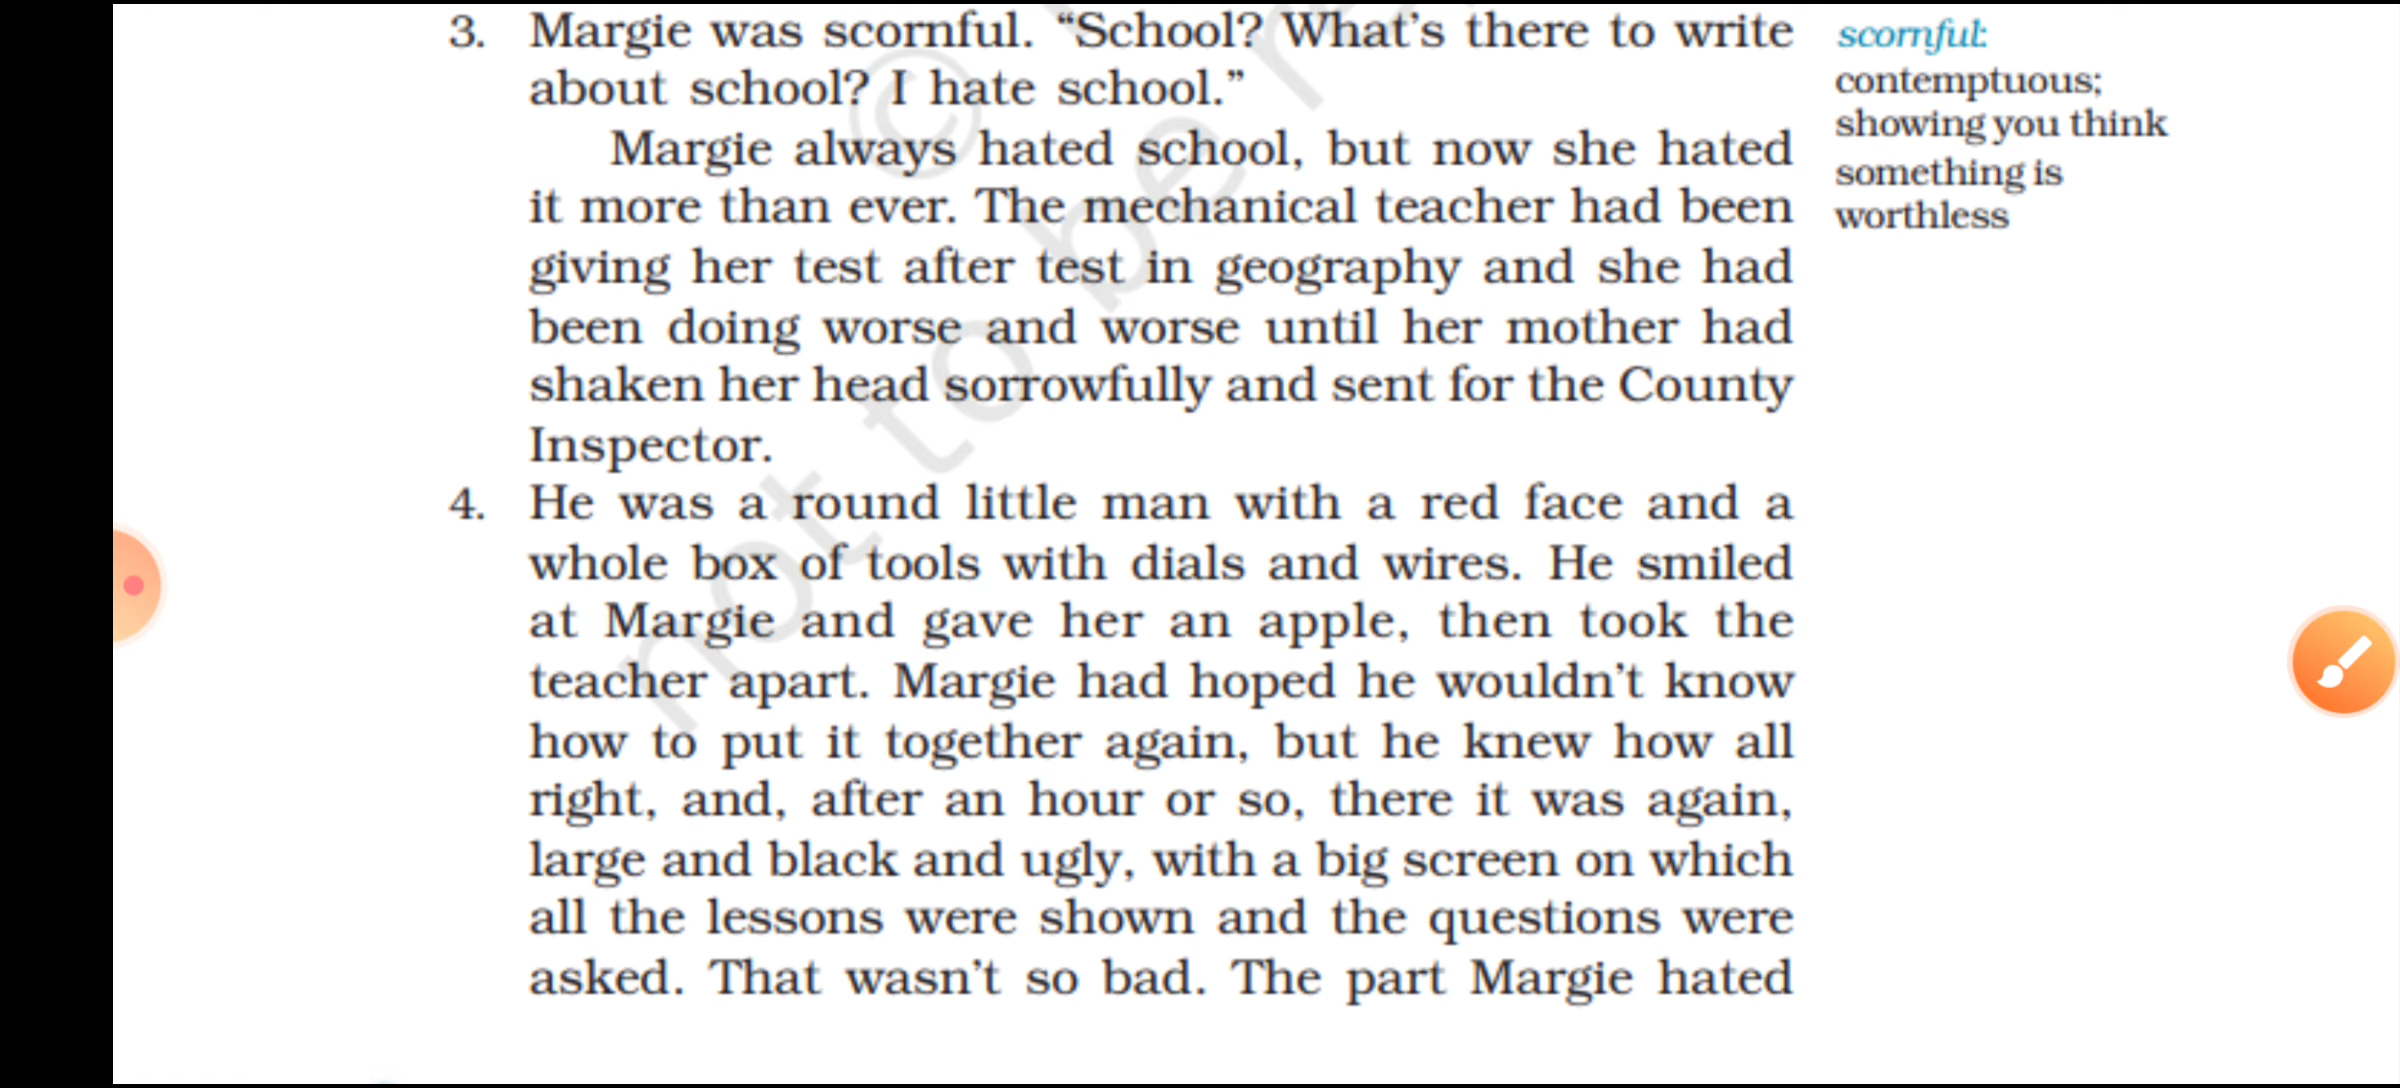 3. Margie was scornful. “School? What’s there to write
about school? I hate school.”
Margie always hated school, but now she hated
it more than ever. The mechanical teacher had been
giving her test after test in geography and she had
been doing worse and worse until her mother had
shaken her head sorrowfully and sent for the County
Inspector.
4. He was a round little man with a red face and a
whole box of tools with dials and wires. He smiled
at Margie and gave her an apple, then took the
teacher apart. Margie had hoped he wouldn’t know
how to put it together again, but he knew how all
right, and, after an hour or so, there it was again,
large and black and ugly, with a big screen on which
all the lessons were shown and the questions were
asked. That wasn’t so bad. The part Margie hated
scornful:
contemptuous;
showing you think
something is
worthless
©
not to be r